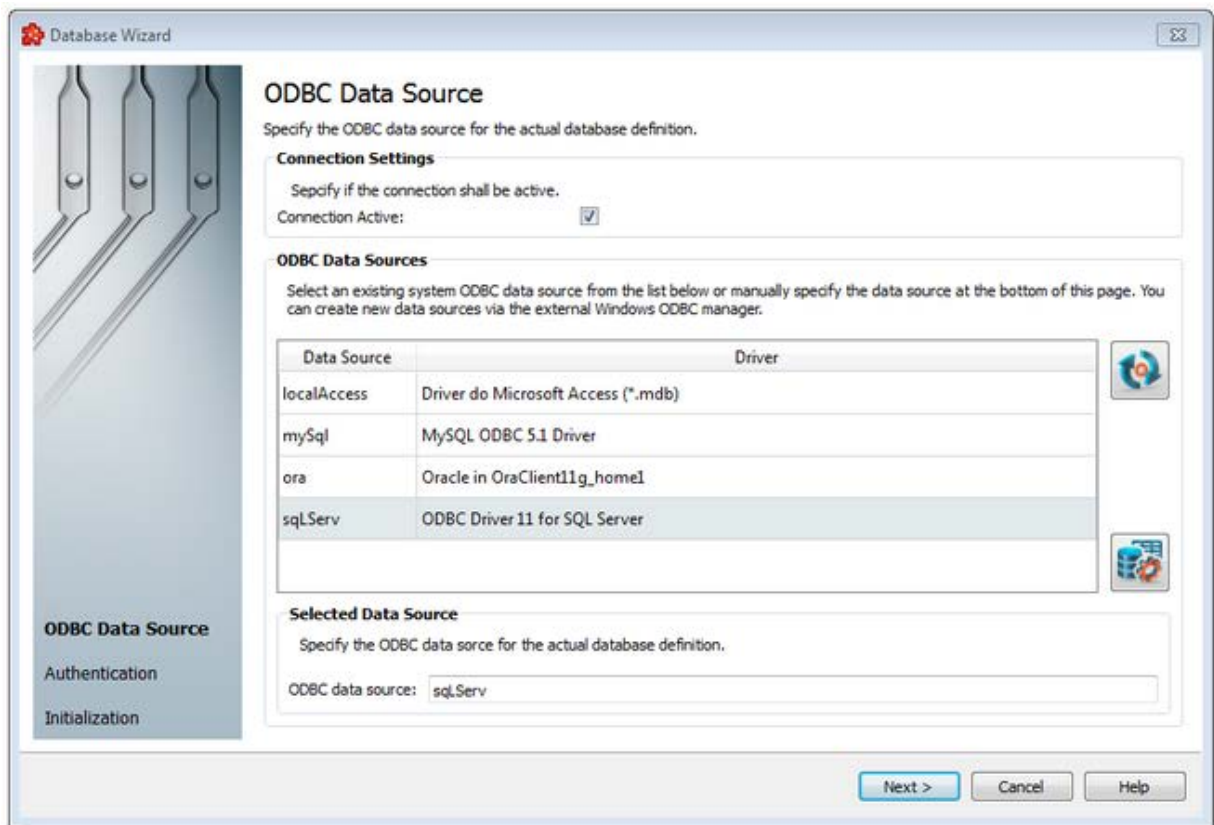 Database Wizard
ODBC Data Source
Specify the ODBC data source for the actual database definition.
Connection Settings
Sepcify if the connection shall be active.
Connection Active:
ODBC Data Sources
Select an existing system ODBC data source from the list below or manually specify the data source at the bottom of this page. You
can create new data sources via the external Windows ODBC manager.
Data Source Driver
localAccess Driver do Microsoft Access (*.mdb)
mySql MySQL ODBC 5.1 Driver
ora Oracle in OraClient11g_home1
sqLServ ODBC Driver 11 for SQL Server
Selected Data Source
Specify the ODBC data sorce for the actual database definition.
ODBC data source: sqLServ
ODBC Data Source
Authentication
Initialization
Next > Cancel Help